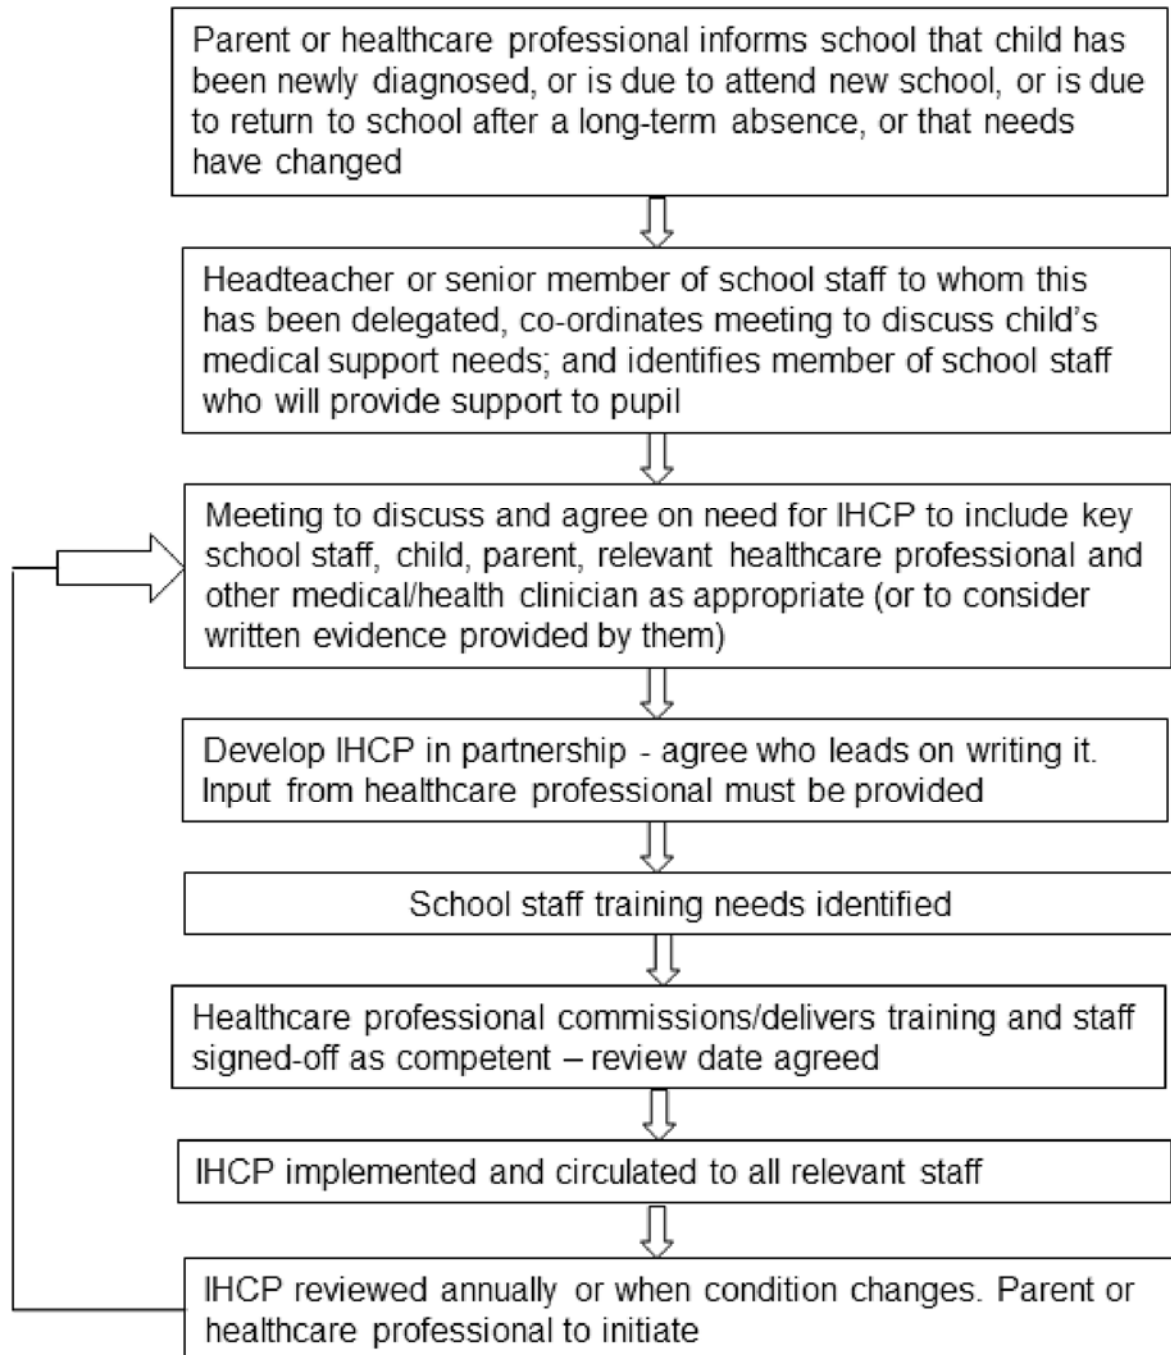 Parent or healthcare professional informs school that child has
been newly diagnosed, or is due to attend new school, or is due
to return to school after a long-term absence, or that needs
have changed
Headteacher or senior member of school staff to whom this
has been delegated, co-ordinates meeting to discuss child's
medical support needs; and identifies member of school staff
who will provide support to pupil
Meeting to discuss and agree on need for IHCP to include key
school staff, child, parent, relevant healthcare professional and
other medical/health clinician as appropriate (or to consider
written evidence provided by them)
Develop IHCP in partnership - agree who leads on writing it.
Input from healthcare professional must be provided
School staff training needs identified
Healthcare professional commissions/delivers training and staff
signed-off as competent – review date agreed
IHCP implemented and circulated to all relevant staff
IHCP reviewed annually or when condition changes. Parent or
healthcare professional to initiate